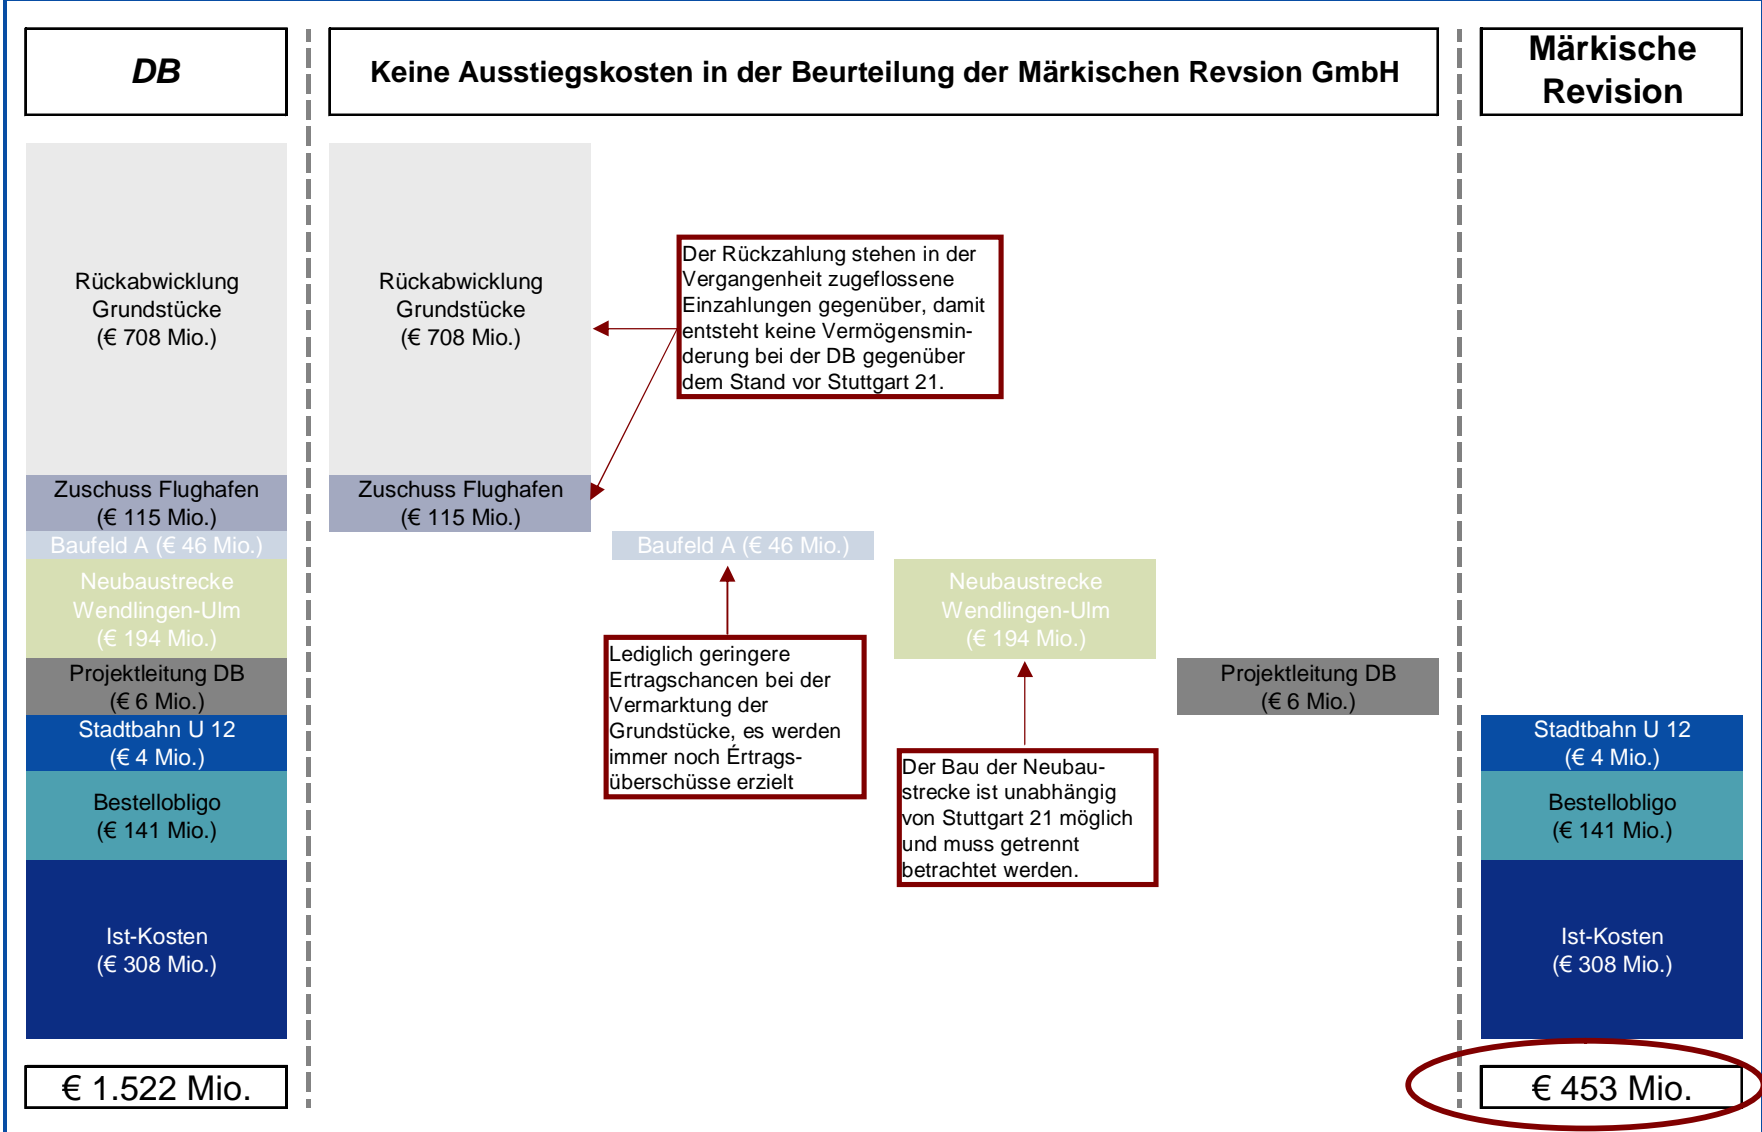 DB
Keine Ausstiegskosten in der Beurteilung der Märkischen Revsion GmbH
Märkische
Revision
Rückabwicklung
Grundstücke
(€ 708 Mio.)
Zuschuss Flughafen
(€ 115 Mio.)
Baufeld A (€ 46 Mio.)
Neubaustrecke
Wendlingen-Ulm
(€ 194 Mio.)
Projektleitung DB
(€ 6 Mio.)
Stadtbahn U 12
(€ 4 Mio.)
Bestellobligo
(€ 141 Mio.)
Ist-Kosten
(€ 308 Mio.)
€ 1.522 Mio.
Rückabwicklung
Grundstücke
(€ 708 Mio.)
Zuschuss Flughafen
(€ 115 Mio.)
Der Rückzahlung stehen in der
Vergangenheit zugeflossene
Einzahlungen gegenüber, damit
entsteht keine Vermögensmin-
derung bei der DB gegenüber
dem Stand vor Stuttgart 21.
Baufeld A (€ 46 Mio.)
Lediglich geringere
Ertragschancen bei der
Vermarktung der
Grundstücke, es werden
immer noch Értrags-
überschüsse erzielt
Neubaustrecke
Wendlingen-Ulm
(€ 194 Mio.)
Der Bau der Neubau-
strecke ist unabhängig
von Stuttgart 21 möglich
und muss getrennt
betrachtet werden.
Projektleitung DB
(€ 6 Mio.)
Stadtbahn U 12
(€ 4 Mio.)
Bestellobligo
(€ 141 Mio.)
Ist-Kosten
(€ 308 Mio.)
€ 453 Mio.